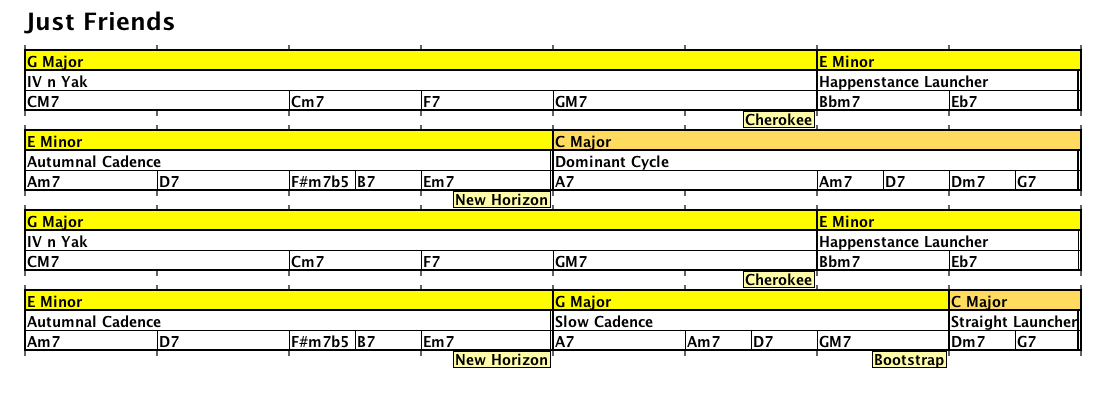 Just Friends
G Major E Minor
IV n Yak Happenstance Launcher
CM7 Cm7 F7 GM7 Bbm7 Eb7
Cherokee
E Minor C Major
Autumnal Cadence Dominant Cycle
Am7 D7 F#m7b5 B7 Em7 A7 Am7 D7 Dm7 G7
New Horizon
G Major E Minor
IV n Yak Happenstance Launcher
CM7 Cm7 F7 GM7 Bbm7 Eb7
Cherokee
E Minor G Major C Major
Autumnal Cadence Slow Cadence Straight Launcher
Am7 D7 F#m7b5 B7 Em7 A7 Am7 D7 GM7 Dm7 G7
New Horizon Bootstrap